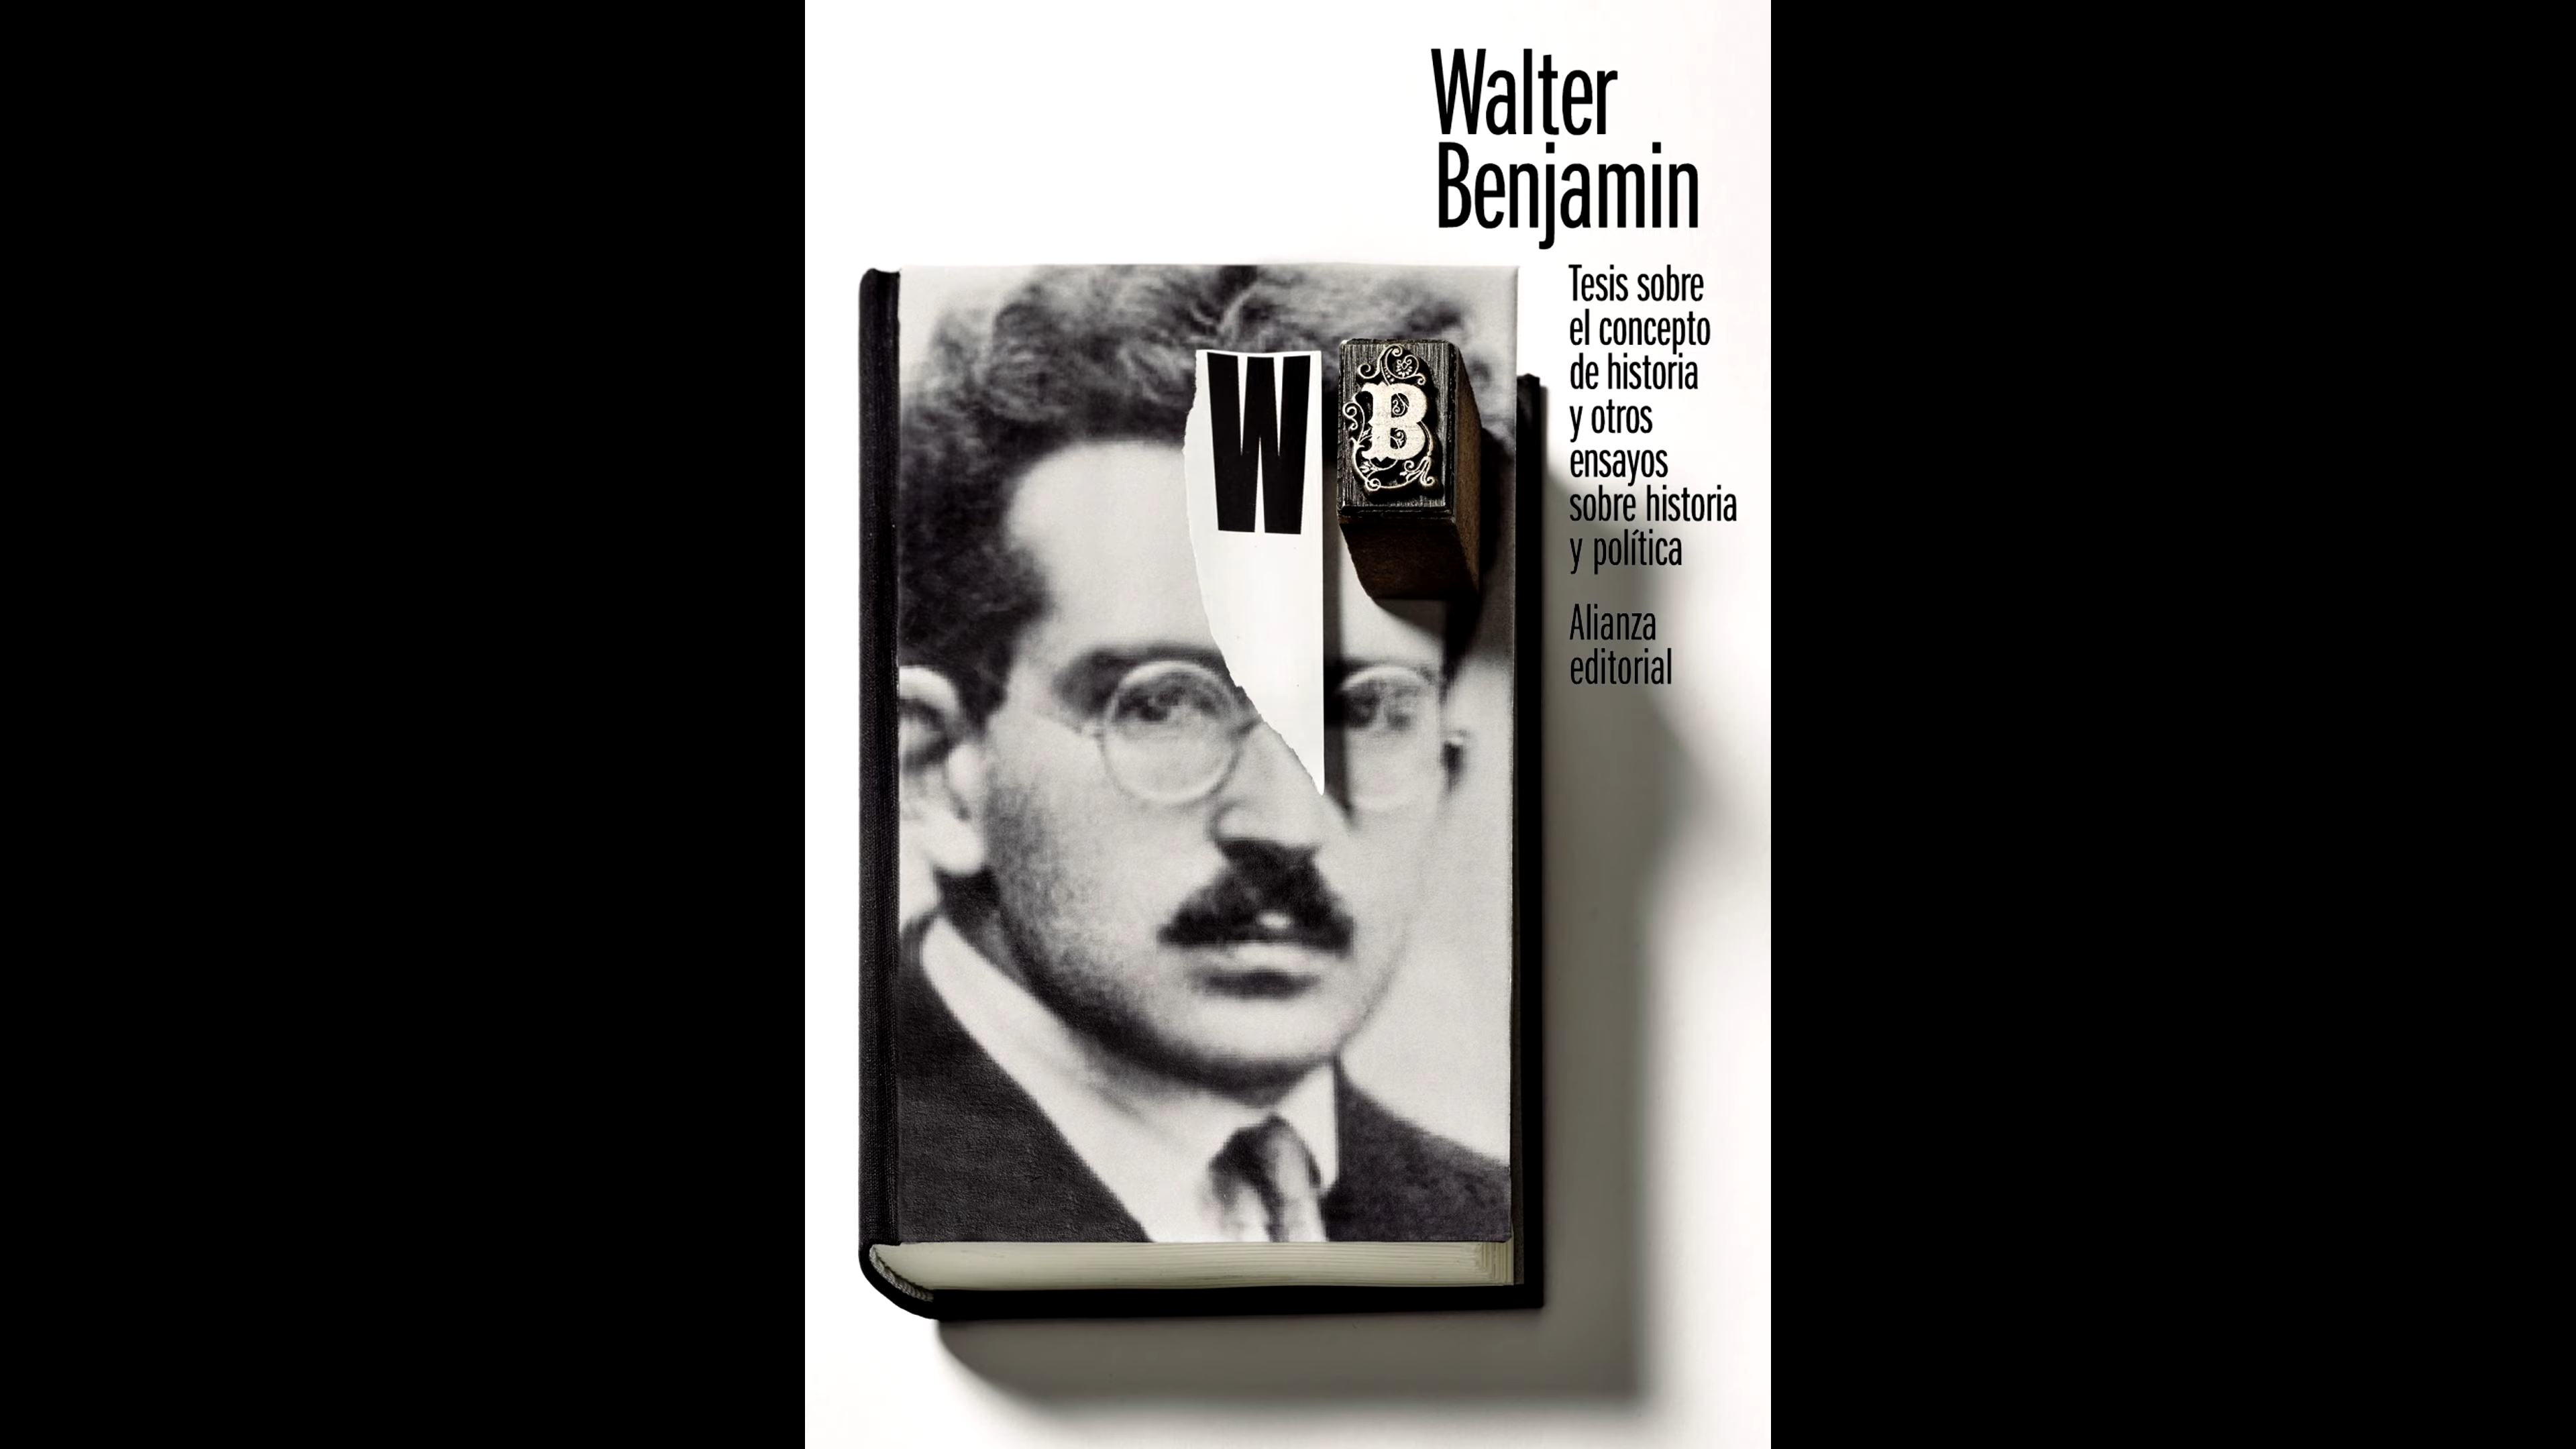 Walter
Benjamin
Tesis sobre
el concepto
de historia
y otros
ensayos
sobre historia
y política
Alianza
editorial
W B